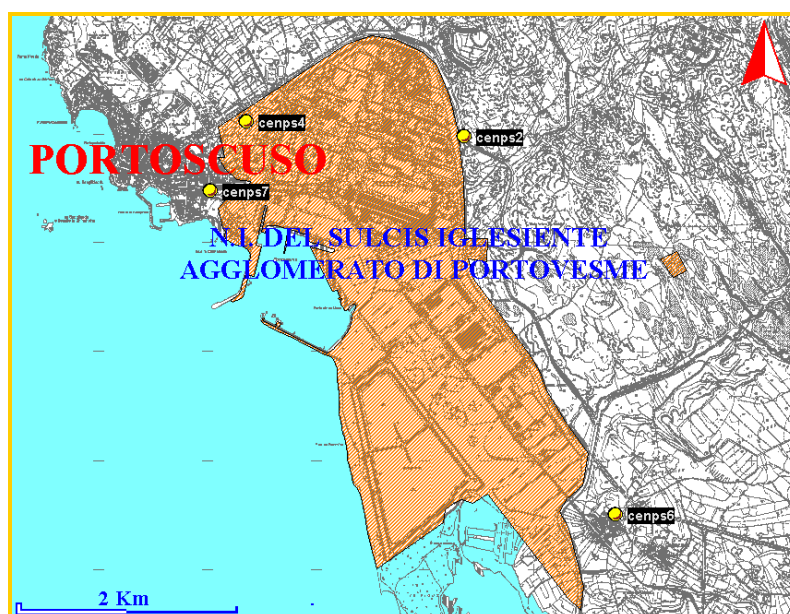 cenps4
cenps2
PORTOSCUSO
cenps7
N.I. DEL SULCIS IGLESIENTE
AGGLOMERATO DI PORTOVESME
cenps6
2 Km